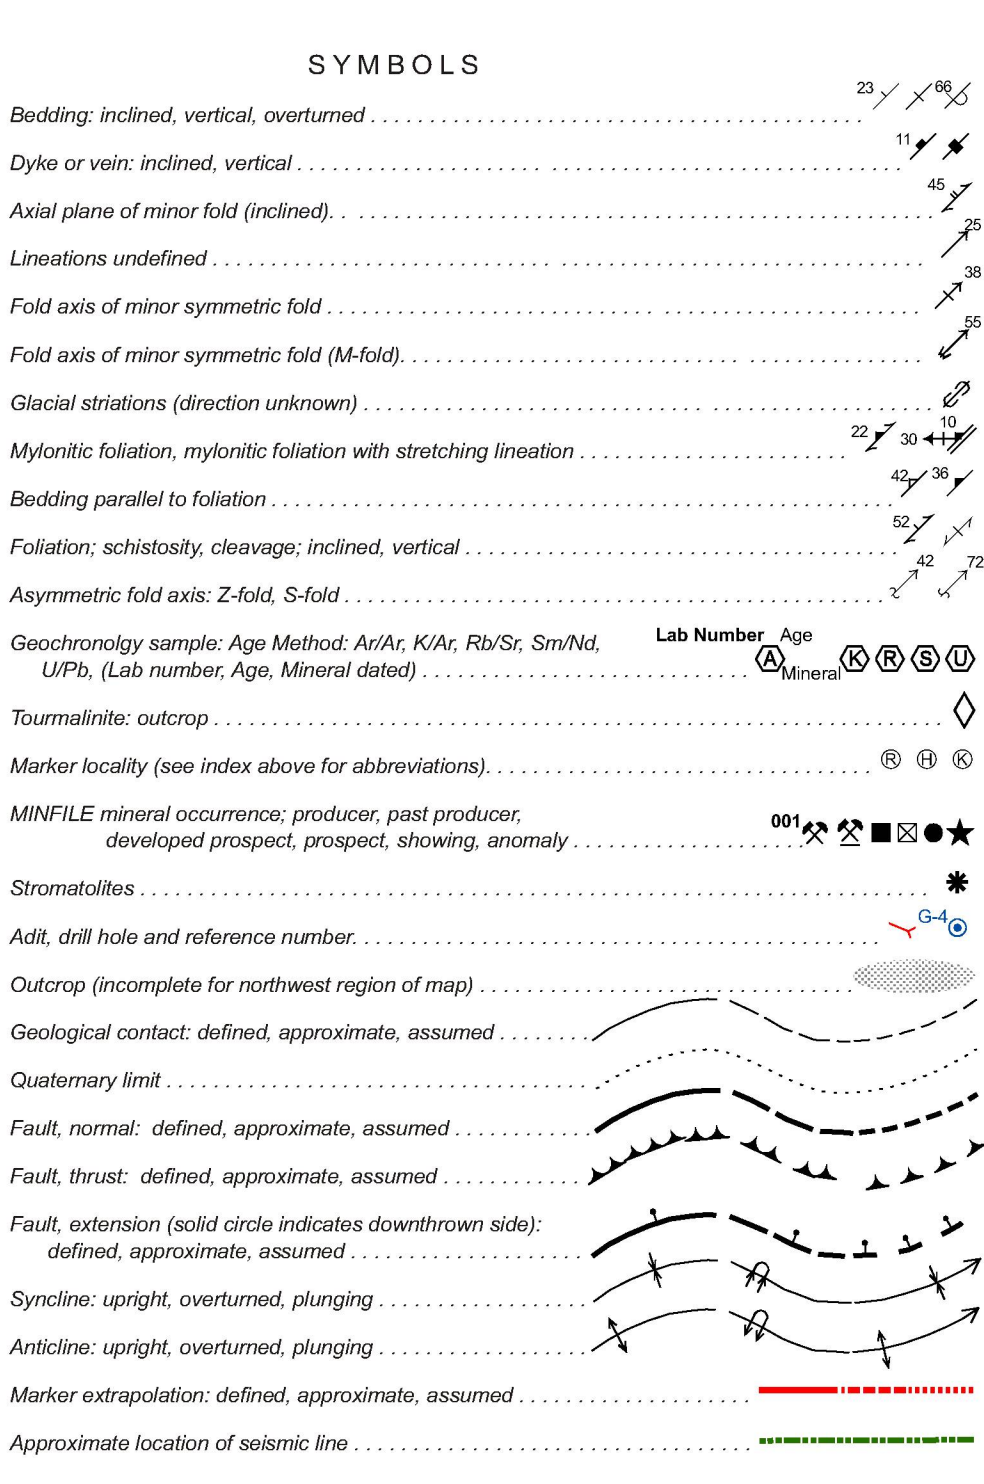 SYMBOLS
Bedding: inclined, vertical, overturned 23 66
Dyke or vein: inclined, vertical 11
Axial plane of minor fold (inclined). 45
Lineations undefined 25
Fold axis of minor symmetric fold 38
Fold axis of minor symmetric fold (M-fold). 55
Glacial striations (direction unknown)
Mylonitic foliation, mylonitic foliation with stretching lineation 22 30 10
Bedding parallel to foliation 42 36
Foliation; schistosity, cleavage; inclined, vertical 52
Asymmetric fold axis: Z-fold, S-fold 42 72
Geochronolgy sample: Age Method: Ar/Ar, K/Ar, Rb/Sr, Sm/Nd, Lab Number Age
U/Pb, (Lab number, Age, Mineral dated) A Mineral K R S U
Tourmalinite: outcrop
Marker locality (see index above for abbreviations). R H K
MINFILE mineral occurrence; producer, past producer,
developed prospect, prospect, showing, anomaly 001
Stromatolites
Adit, drill hole and reference number. G-4
Outcrop (incomplete for northwest region of map)
Geological contact: defined, approximate, assumed
Quaternary limit
Fault, normal: defined, approximate, assumed
Fault, thrust: defined, approximate, assumed
Fault, extension (solid circle indicates downthrown side):
defined, approximate, assumed
Syncline: upright, overturned, plunging
Anticline: upright, overturned, plunging
Marker extrapolation: defined, approximate, assumed
Approximate location of seismic line